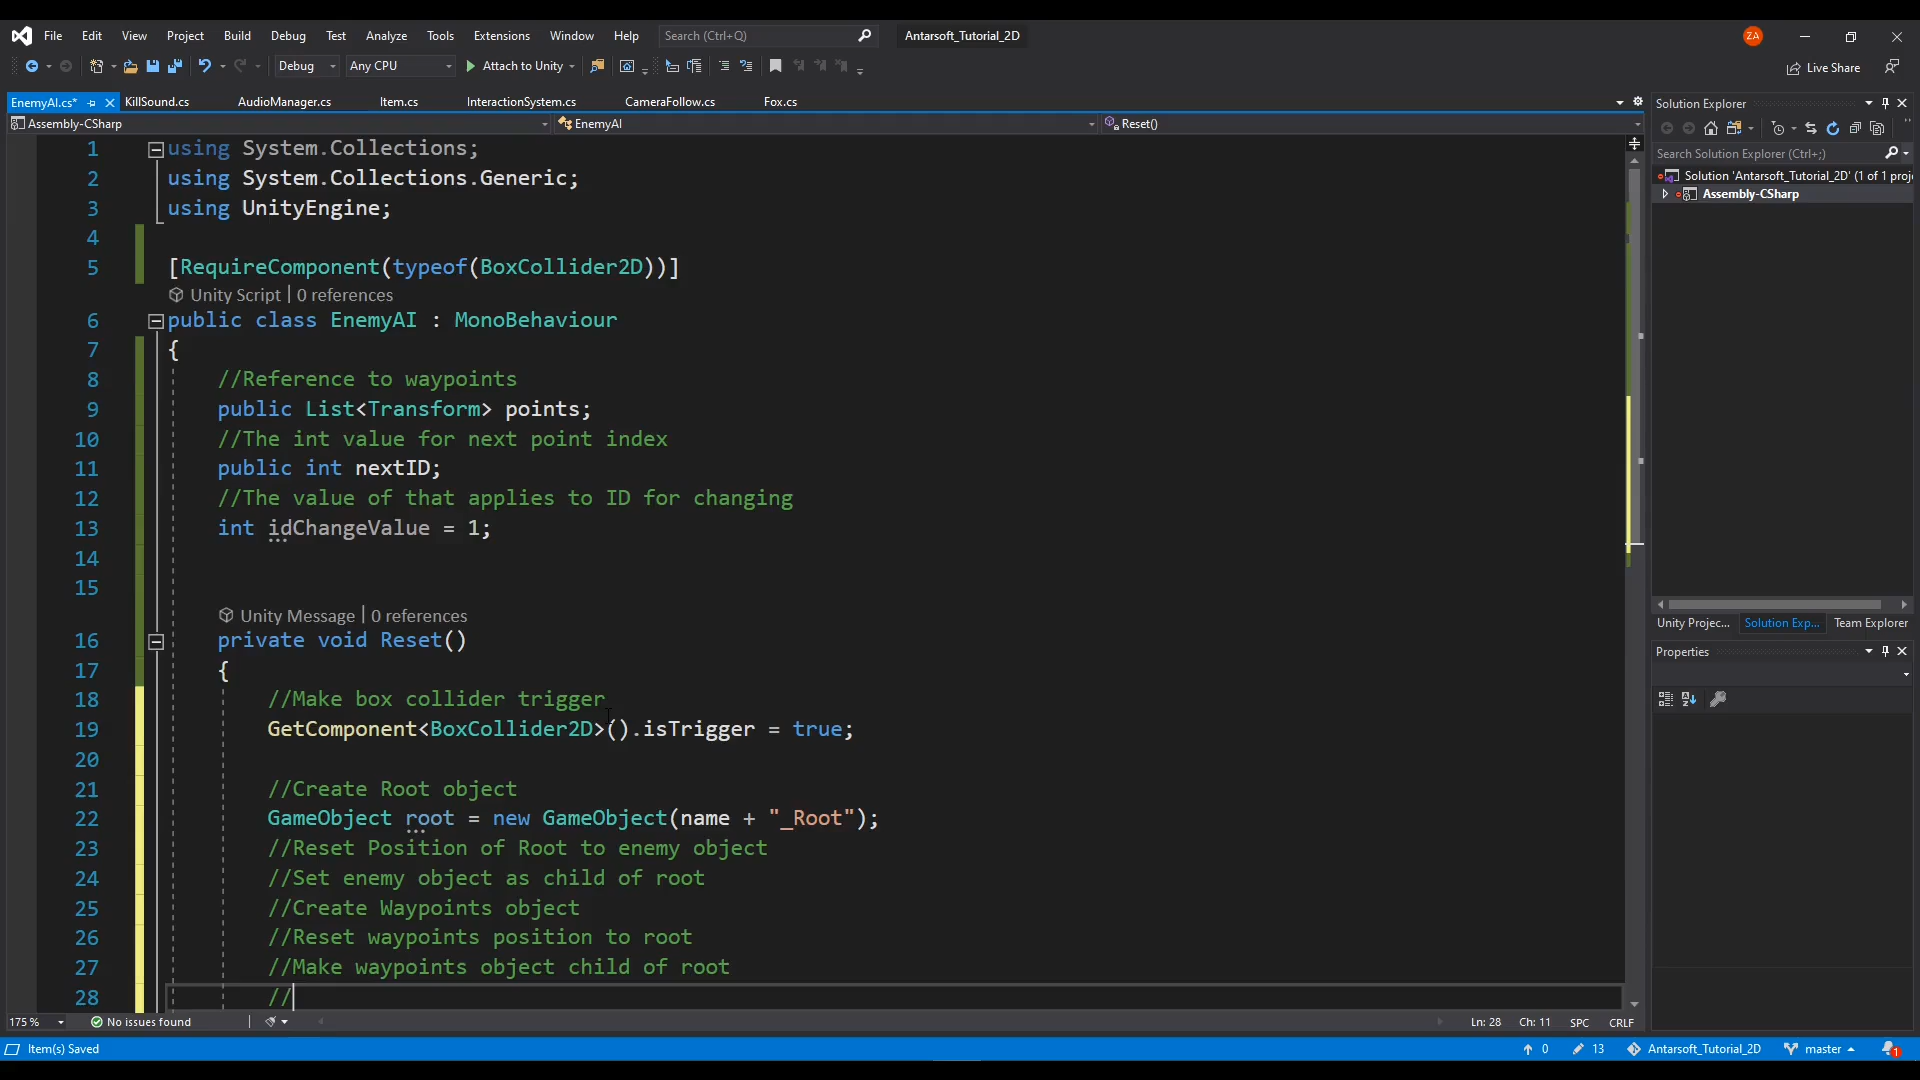 File Edit View Project Build Debug Test Analyze Tools Extensions Window Help Search (Ctrl+Q) Antarsoft_Tutorial_2D ZA
Debug Any CPU Attach to Unity Live Share
EnemyAI.cs* KillSound.cs AudioManager.cs Item.cs InteractionSystem.cs CameraFollow.cs Fox.cs
Assembly-CSharp EnemyAI Reset()
1 using System.Collections;
2 using System.Collections.Generic;
3 using UnityEngine;
4
5 [RequireComponent(typeof(BoxCollider2D))]
Unity Script | 0 references
6 public class EnemyAI : MonoBehaviour
7 {
8 //Reference to waypoints
9 public List<Transform> points;
10 //The int value for next point index
11 public int nextID;
12 //The value of that applies to ID for changing
13 int idChangeValue = 1;
14
15
Unity Message | 0 references
16 private void Reset()
17 {
18 //Make box collider trigger
19 GetComponent<BoxCollider2D>().isTrigger = true;
20
21 //Create Root object
22 GameObject root = new GameObject(name + "_Root");
23 //Reset Position of Root to enemy object
24 //Set enemy object as child of root
25 //Create Waypoints object
26 //Reset waypoints position to root
27 //Make waypoints object child of root
28 //
175 % No issues found Ln: 28 Ch: 11 SPC CRLF
Solution Explorer
Search Solution Explorer (Ctrl+;)
Solution 'Antarsoft_Tutorial_2D' (1 of 1 proj
Assembly-CSharp
Unity Projec... Solution Exp... Team Explorer
Properties
Item(s) Saved 0 13 Antarsoft_Tutorial_2D master 1